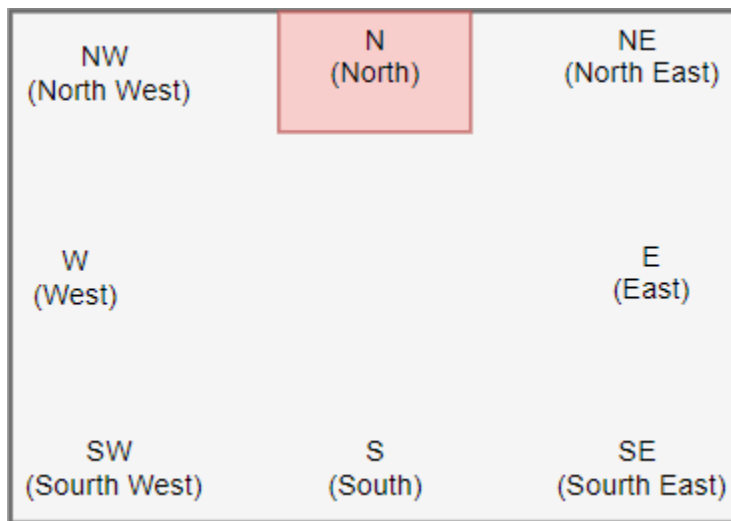 NW
(North West)
N
(North)
NE
(North East)
W
(West)
E
(East)
SW
(Sourth West)
S
(South)
SE
(Sourth East)